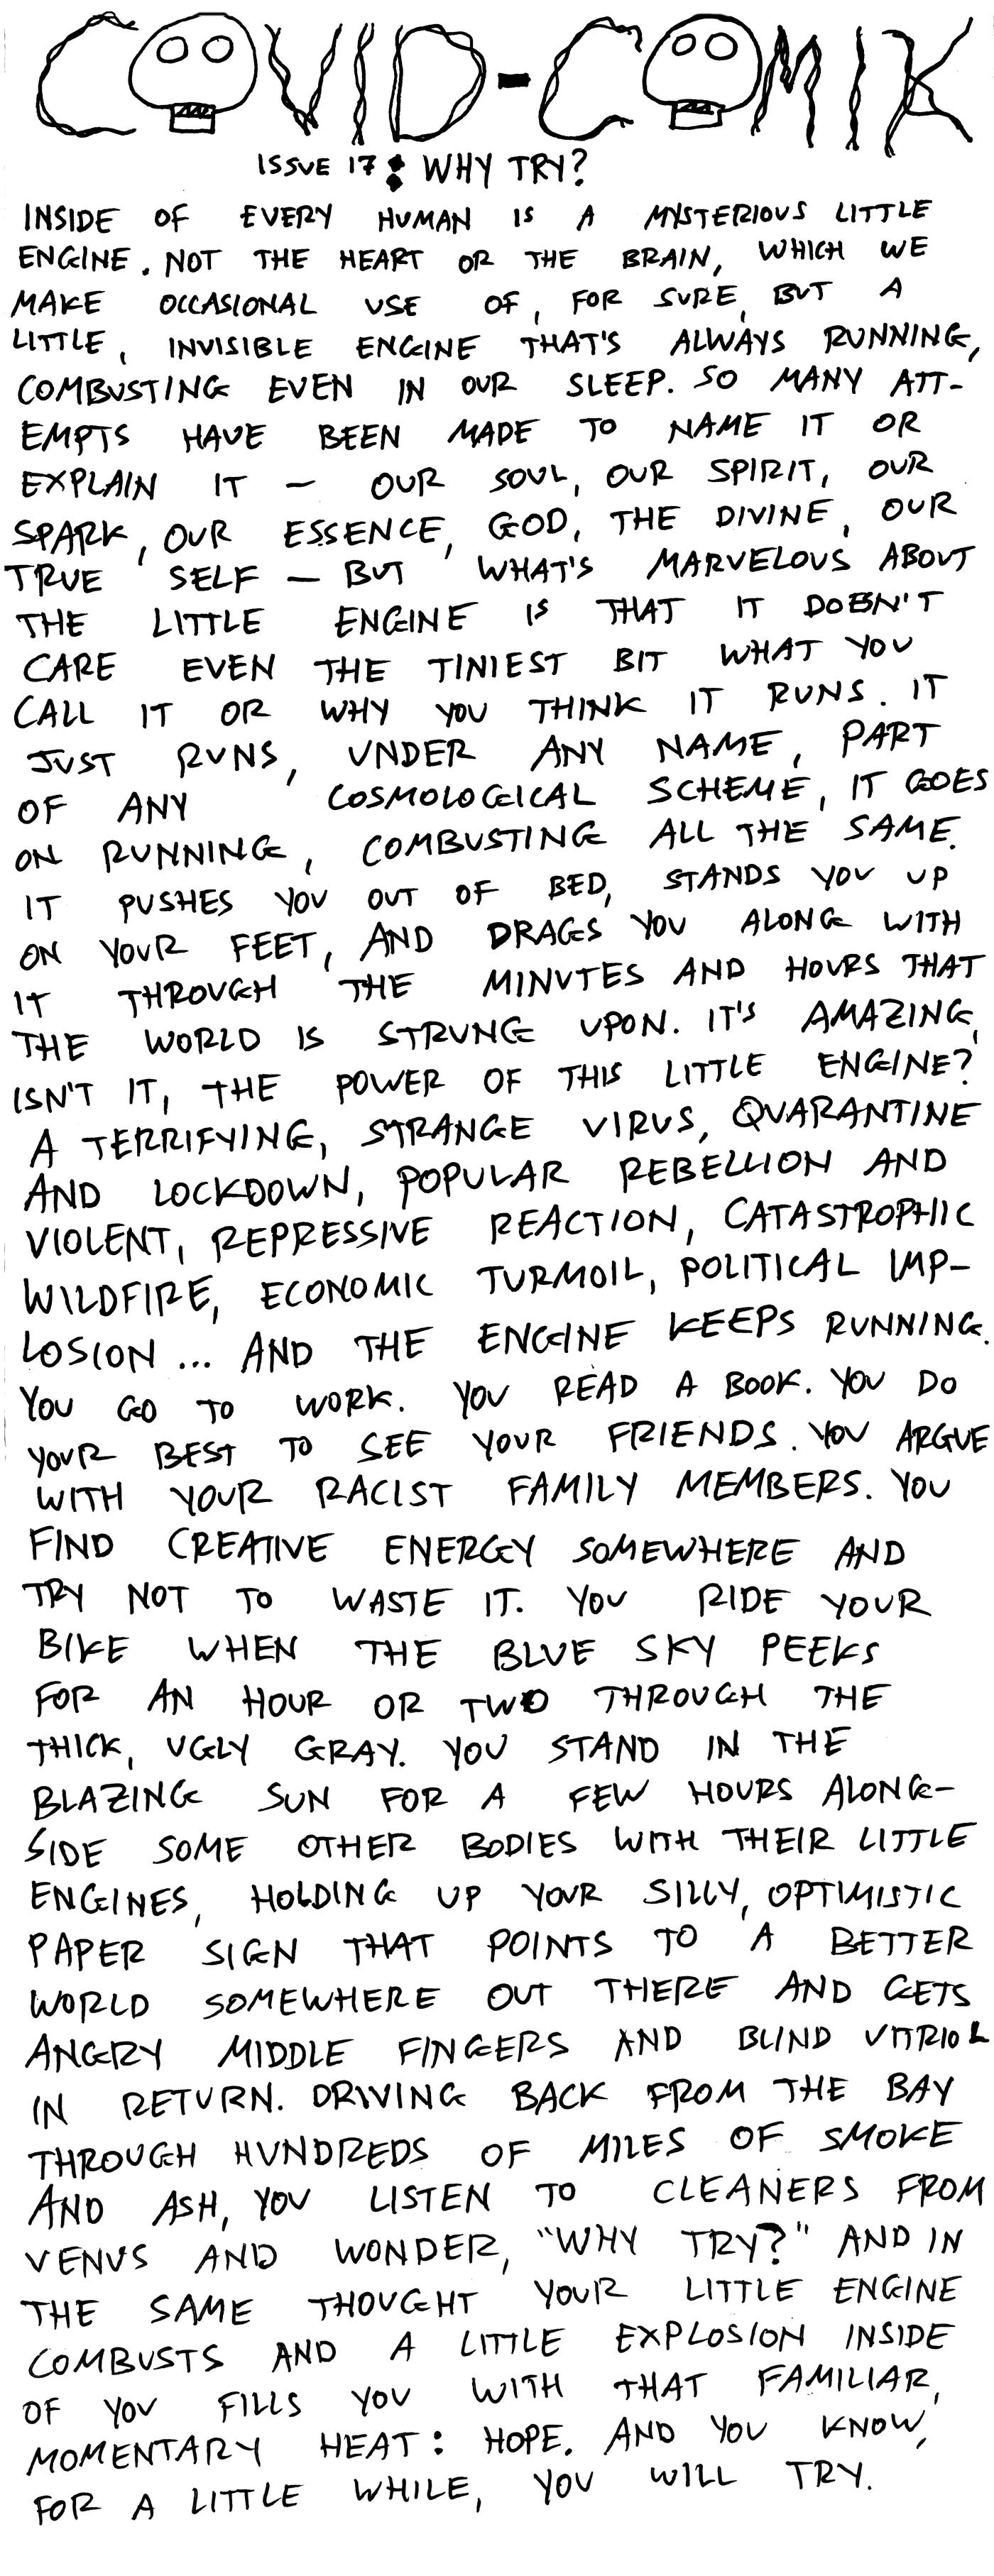 COVID-COMIK
ISSUE 17: WHY TRY?
INSIDE OF EVERY HUMAN IS A MYSTERIOUS LITTLE
ENGINE. NOT THE HEART OR THE BRAIN, WHICH WE
MAKE OCCASIONAL USE OF, FOR SURE, BUT A
LITTLE, INVISIBLE ENGINE THAT'S ALWAYS RUNNING,
COMBUSTING EVEN IN OUR SLEEP. SO MANY ATT-
EMPTS HAVE BEEN MADE TO NAME IT OR
EXPLAIN IT — OUR SOUL, OUR SPIRIT, OUR
SPARK, OUR ESSENCE, GOD, THE DIVINE, OUR
TRUE SELF — BUT WHAT'S MARVELOUS ABOUT
THE LITTLE ENGINE IS THAT IT DOESN'T
CARE EVEN THE TINIEST BIT WHAT YOU
CALL IT OR WHY YOU THINK IT RUNS. IT
JUST RUNS, UNDER ANY NAME, PART
OF ANY COSMOLOGICAL SCHEME, IT GOES
ON RUNNING, COMBUSTING ALL THE SAME.
IT PUSHES YOU OUT OF BED, STANDS YOU UP
ON YOUR FEET, AND DRAGS YOU ALONG WITH
IT THROUGH THE MINUTES AND HOURS THAT
THE WORLD IS STRUNG UPON. IT'S AMAZING,
ISN'T IT, THE POWER OF THIS LITTLE ENGINE?
A TERRIFYING, STRANGE VIRUS, QUARANTINE
AND LOCKDOWN, POPULAR REBELLION AND
VIOLENT, REPRESSIVE REACTION, CATASTROPHIC
WILDFIRE, ECONOMIC TURMOIL, POLITICAL IMP-
LOSION ... AND THE ENGINE KEEPS RUNNING.
YOU GO TO WORK. YOU READ A BOOK. YOU DO
YOUR BEST TO SEE YOUR FRIENDS. YOU ARGUE
WITH YOUR RACIST FAMILY MEMBERS. YOU
FIND CREATIVE ENERGY SOMEWHERE AND
TRY NOT TO WASTE IT. YOU RIDE YOUR
BIKE WHEN THE BLUE SKY PEEKS
FOR AN HOUR OR TWO THROUGH THE
THICK, UGLY GRAY. YOU STAND IN THE
BLAZING SUN FOR A FEW HOURS ALONG-
SIDE SOME OTHER BODIES WITH THEIR LITTLE
ENGINES, HOLDING UP YOUR SILLY, OPTIMISTIC
PAPER SIGN THAT POINTS TO A BETTER
WORLD SOMEWHERE OUT THERE AND GETS
ANGRY MIDDLE FINGERS AND BLIND VITRIOL
IN RETURN. DRIVING BACK FROM THE BAY
THROUGH HUNDREDS OF MILES OF SMOKE
AND ASH, YOU LISTEN TO CLEANERS FROM
VENUS AND WONDER, "WHY TRY?" AND IN
THE SAME THOUGHT YOUR LITTLE ENGINE
COMBUSTS AND A LITTLE EXPLOSION INSIDE
OF YOU FILLS YOU WITH THAT FAMILIAR,
MOMENTARY HEAT: HOPE. AND YOU KNOW,
FOR A LITTLE WHILE, YOU WILL TRY.